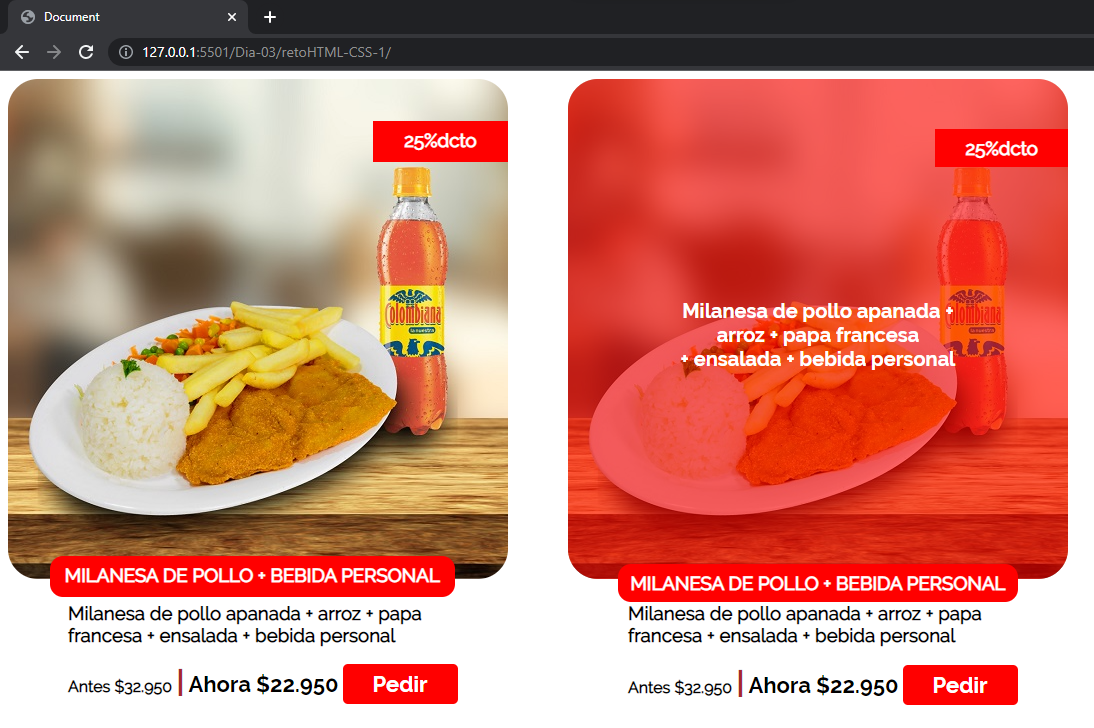 Document
127.0.0.1:5501/Dia-03/retoHTML-CSS-1/
25%dcto
Colombiana
la nuestra
MILANESA DE POLLO + BEBIDA PERSONAL
Milanesa de pollo apanada + arroz + papa
francesa + ensalada + bebida personal
Antes $32.950 | Ahora $22.950 Pedir
25%dcto
Milanesa de pollo apanada +
arroz + papa francesa
+ ensalada + bebida personal
Colombiana
MILANESA DE POLLO + BEBIDA PERSONAL
Milanesa de pollo apanada + arroz + papa
francesa + ensalada + bebida personal
Antes $32.950 | Ahora $22.950 Pedir